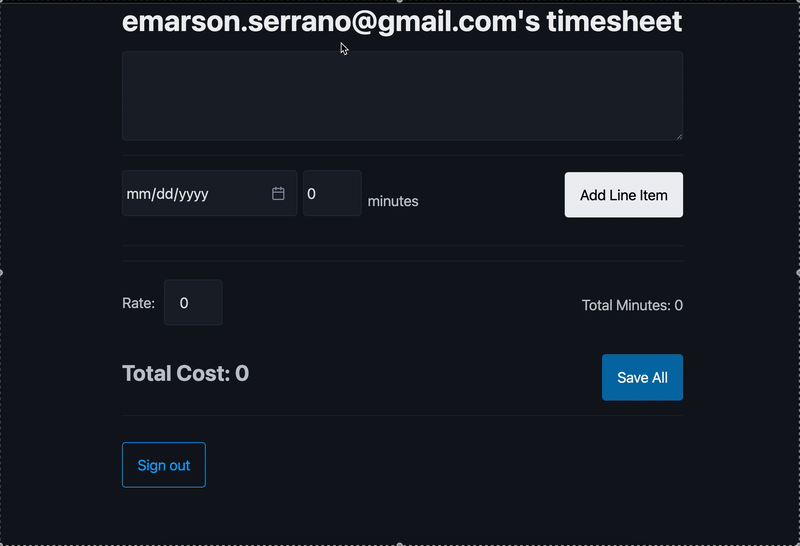 emarson.serrano@gmail.com's timesheet
mm/dd/yyyy 0 minutes Add Line Item
Rate: 0 Total Minutes: 0
Total Cost: 0 Save All
Sign out